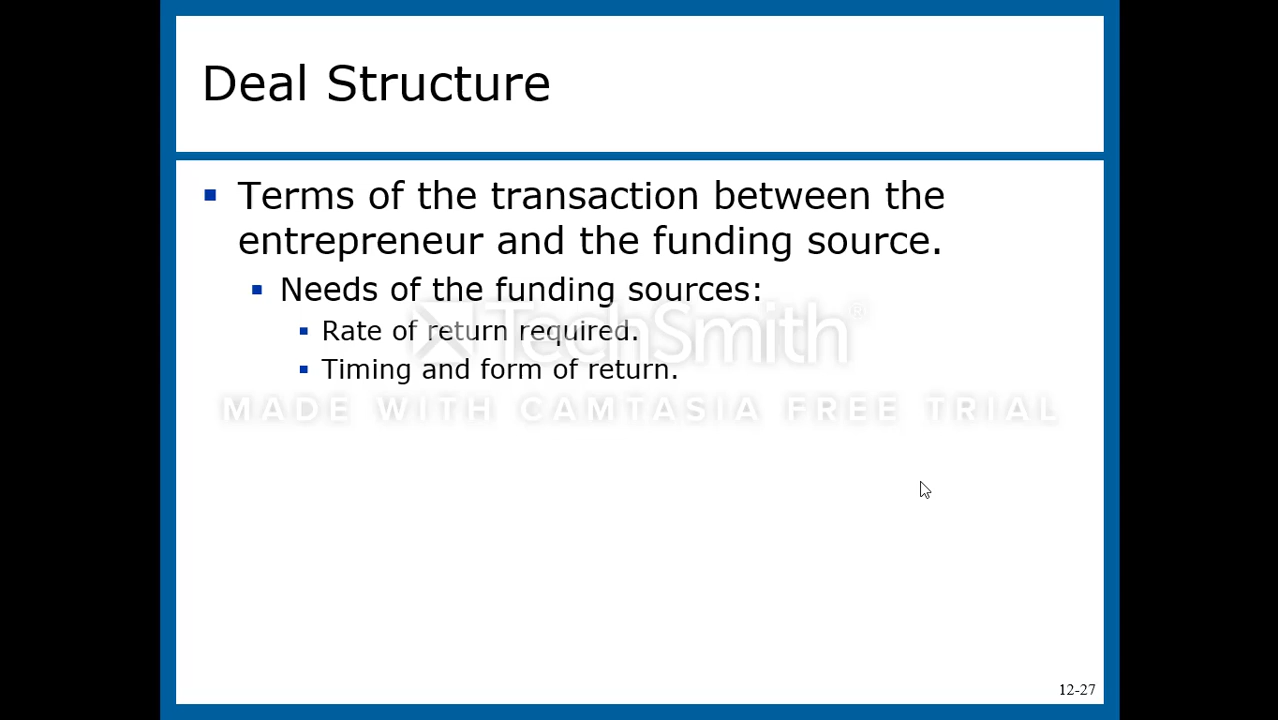 Deal Structure
Terms of the transaction between the
entrepreneur and the funding source.
Needs of the funding sources:
Rate of return required.
Timing and form of return.
TechSmith®
MADE WITH CAMTASIA FREE TRIAL
12-27